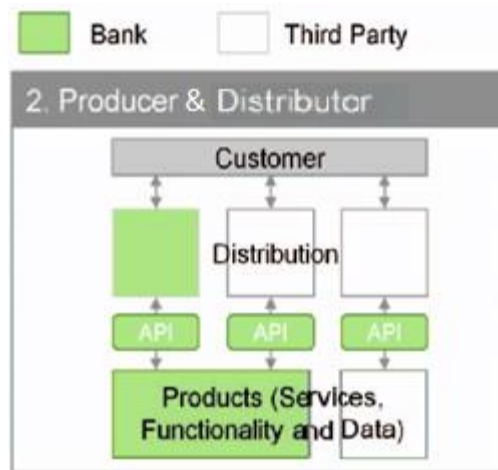 Bank
Third Party
2. Producer & Distributor
Customer
Distribution
API
API
API
Products (Services,
Functionality and Data)